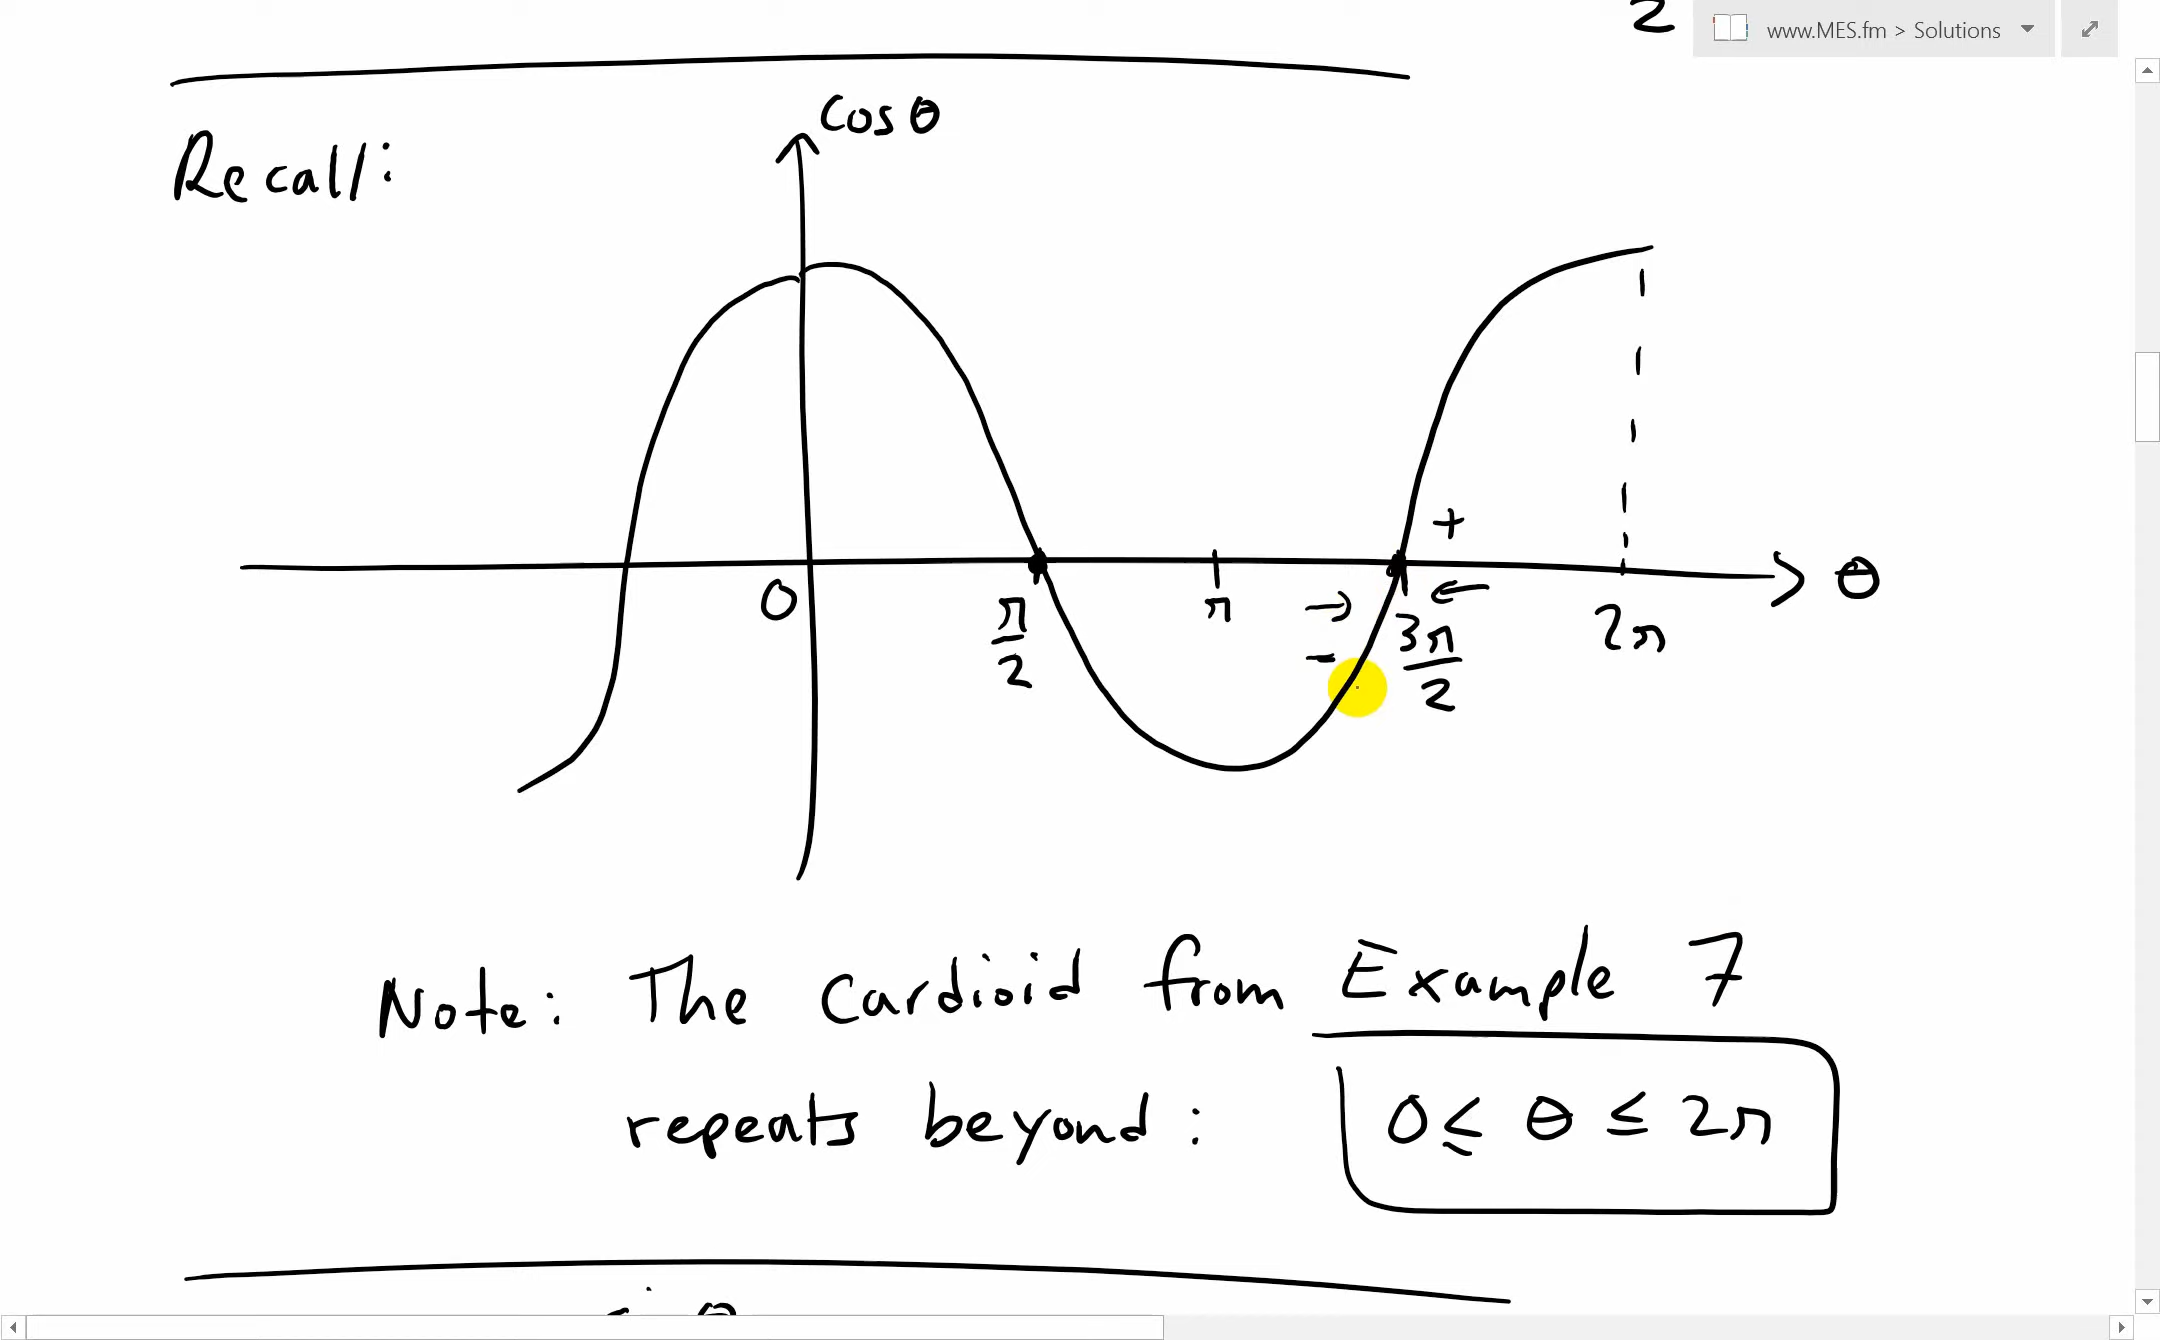 2
www.MES.fm > Solutions
cos θ
Recall:
+
→ ←
0 π/2 π 3π/2 2π θ
-
Note: The Cardioid from Example 7
repeats beyond: 0 ≤ θ ≤ 2π